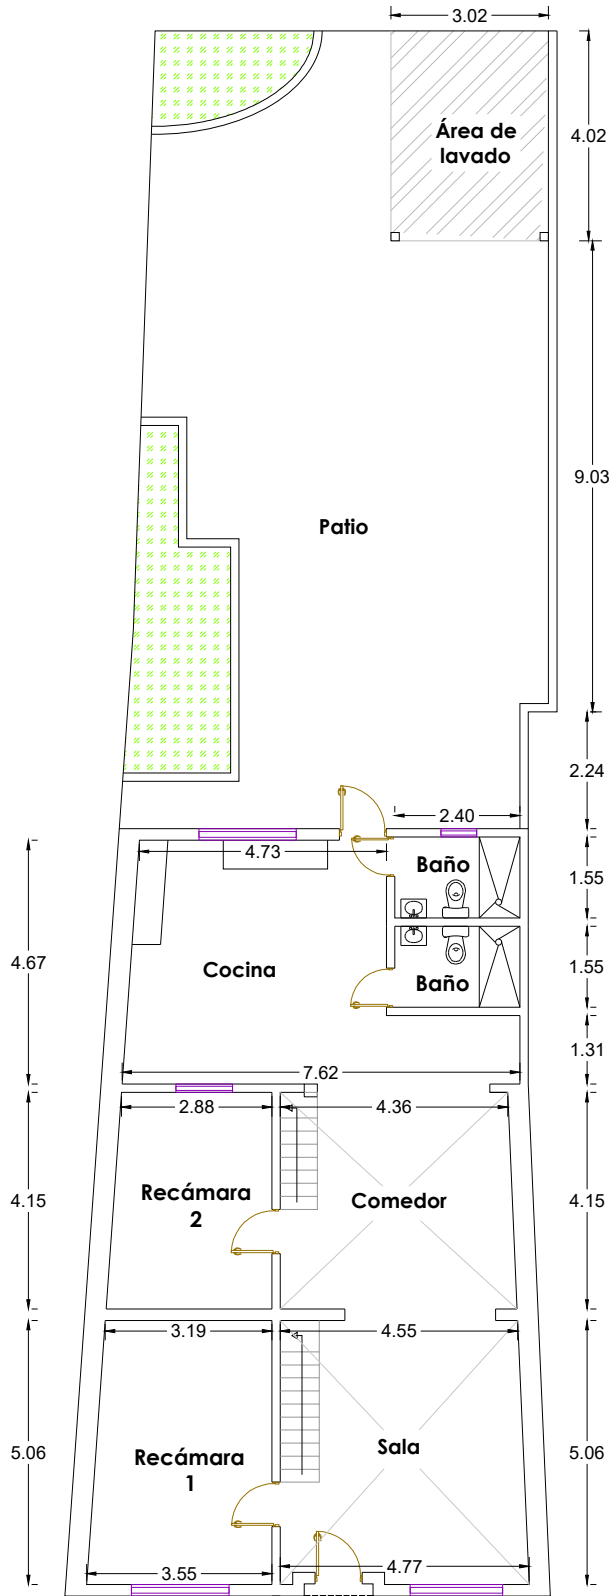 3.02
Área de
lavado
4.02
9.03
Patio
2.24
2.40
4.73
Baño
1.55
4.67
Cocina
Baño
1.55
1.31
7.62
2.88
4.36
4.15
Recámara
2
Comedor
4.15
3.19
4.55
5.06
Recámara
1
Sala
5.06
3.55
4.77